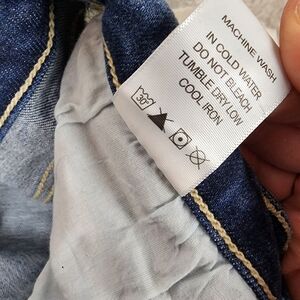 MACHINE WASH
IN COLD WATER
DO NOT BLEACH
TUMBLE DRY LOW
COOL IRON
30°